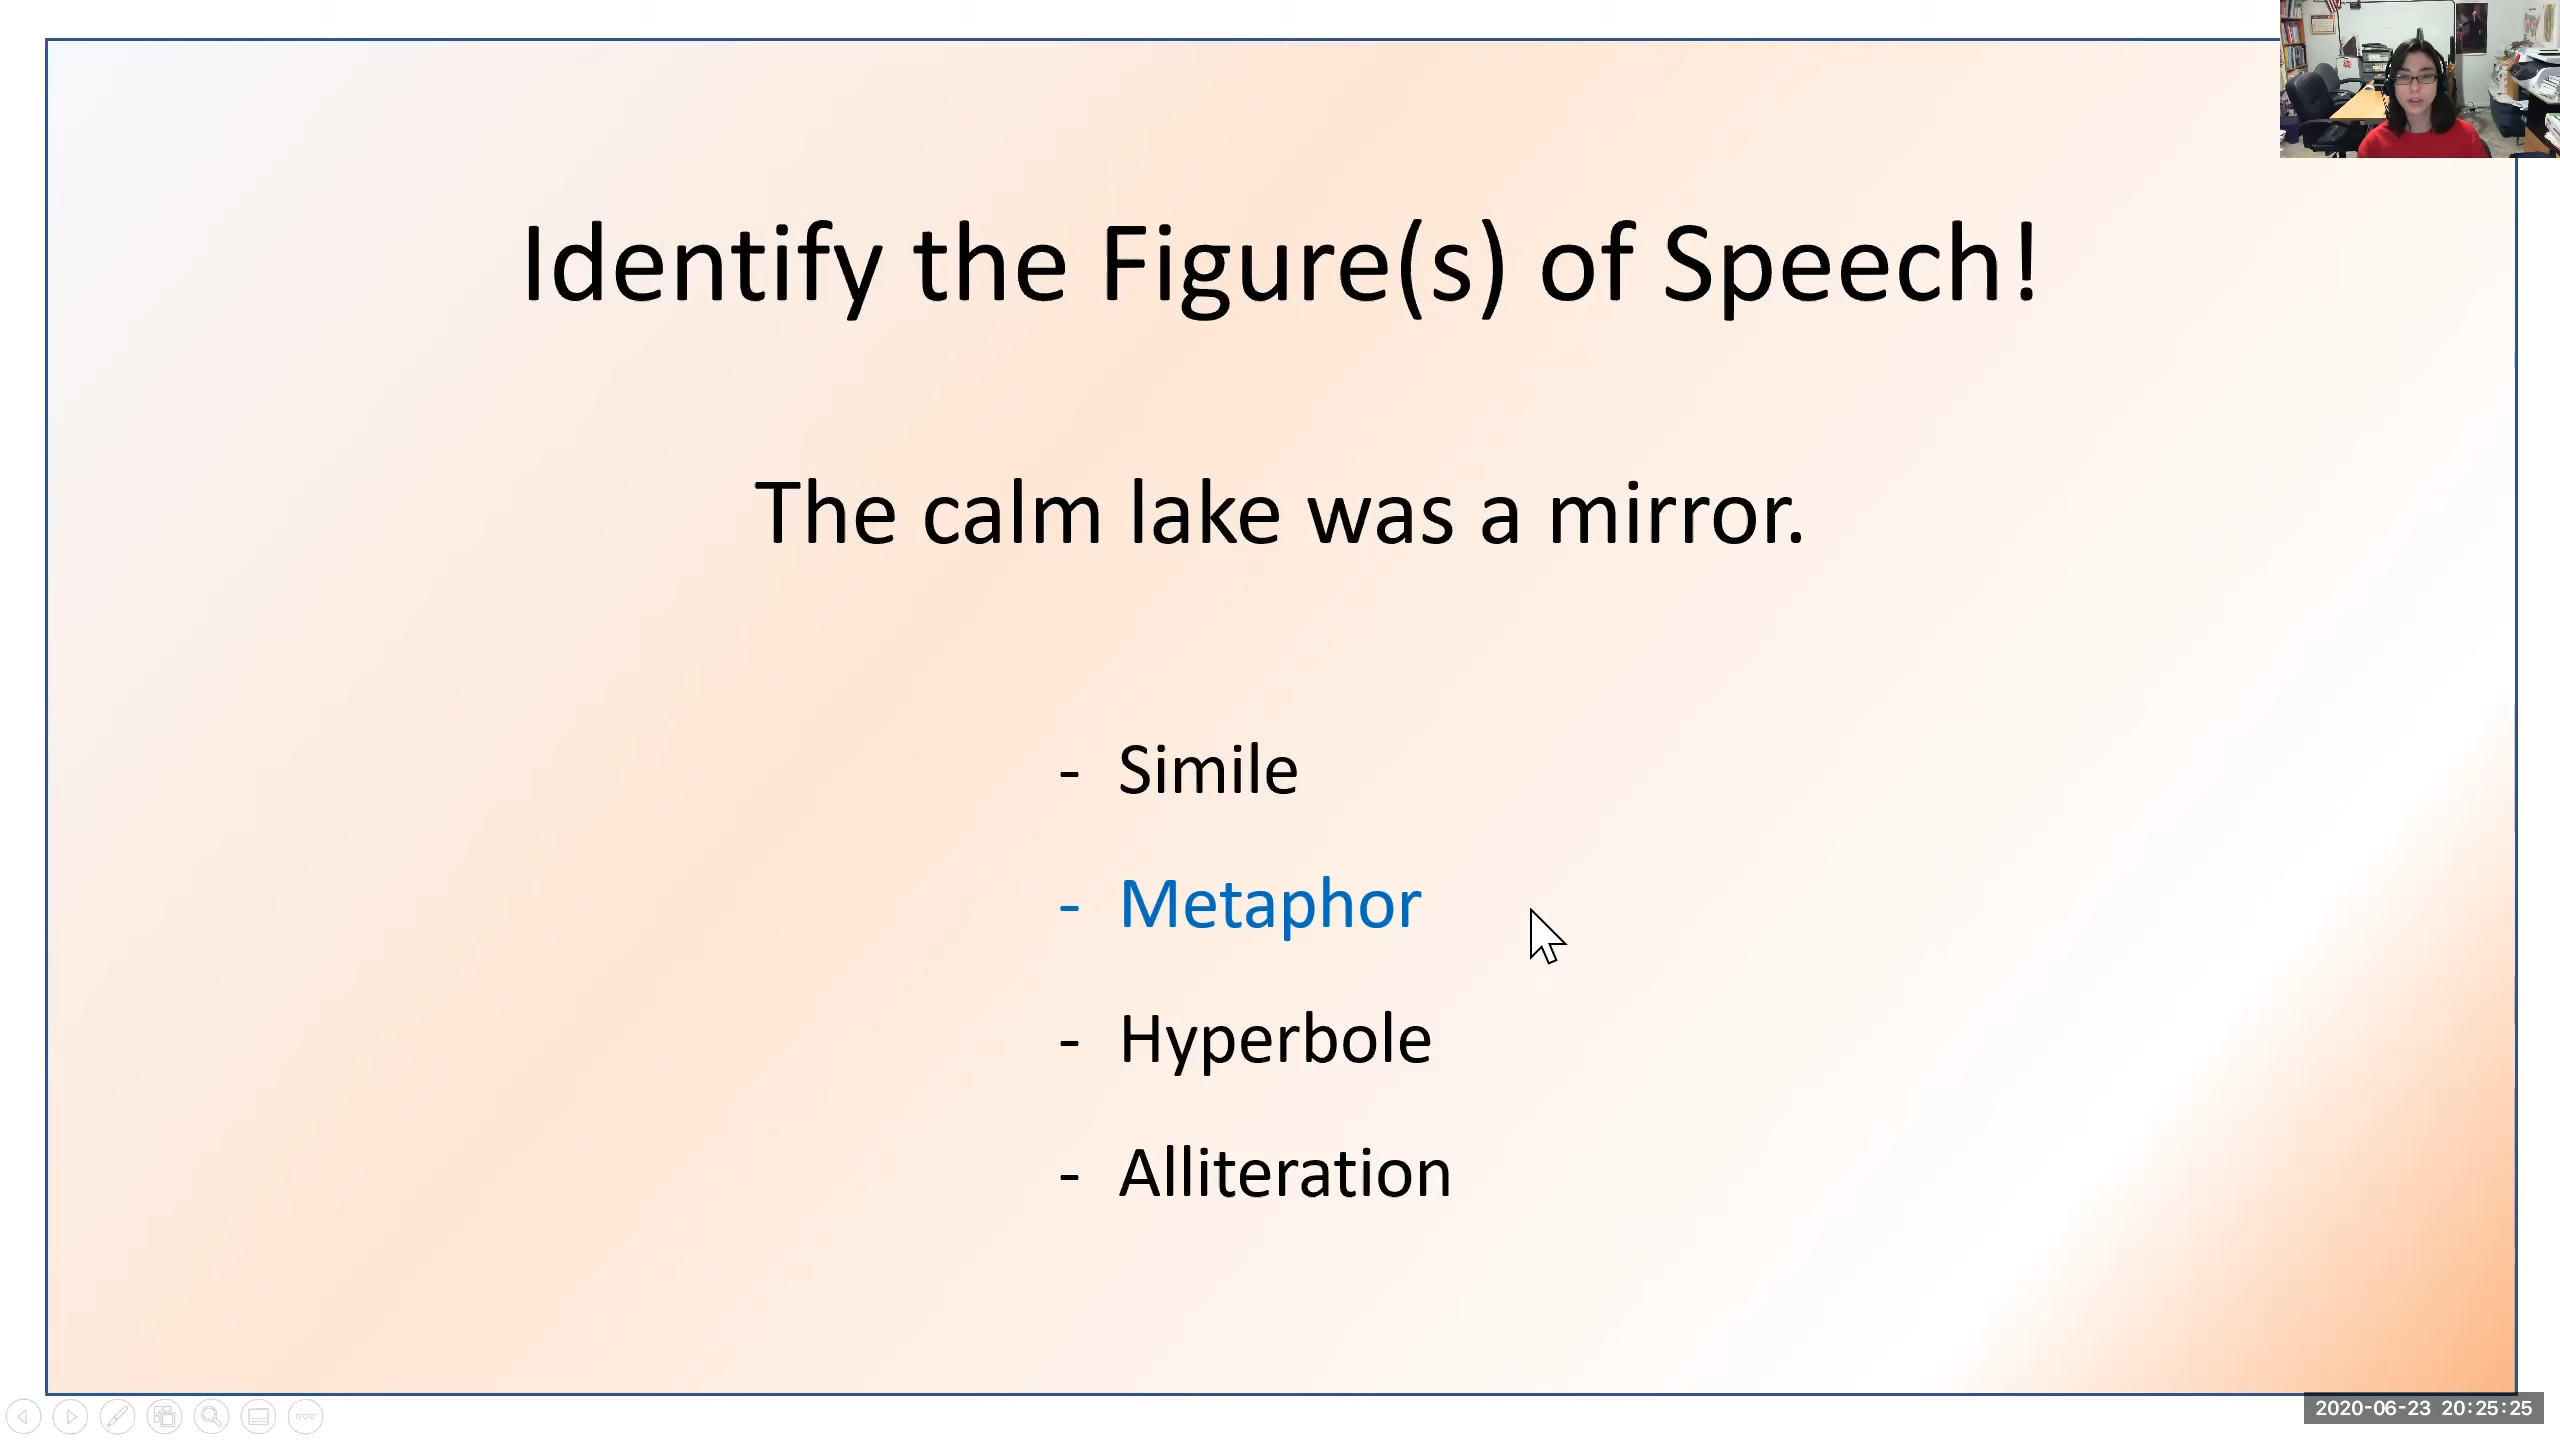 Identify the Figure(s) of Speech!
The calm lake was a mirror.
- Simile
- Metaphor
- Hyperbole
- Alliteration
2020-06-23 20:25:25